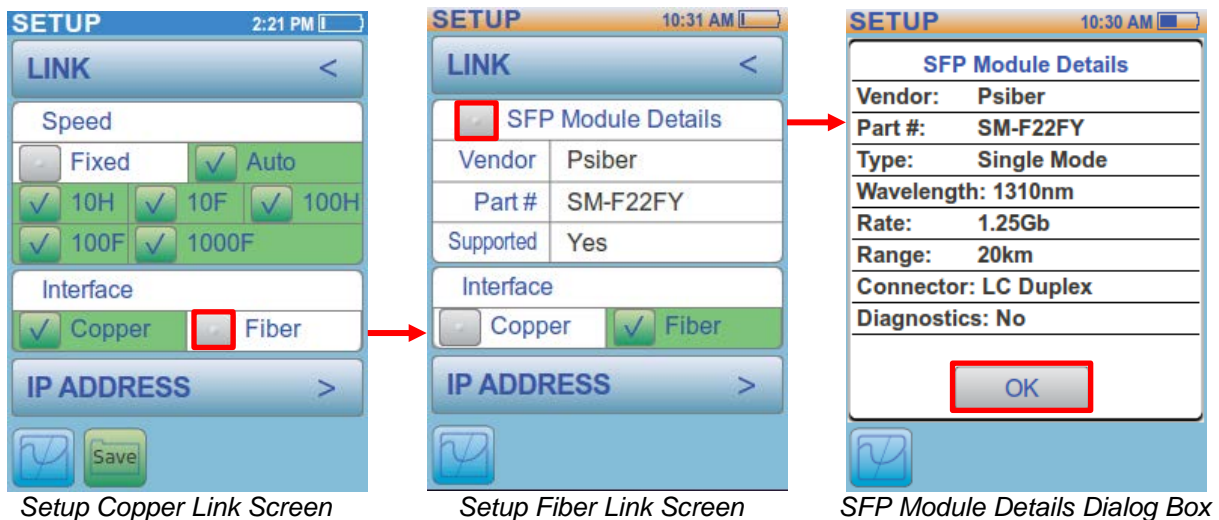 SETUP 2:21 PM
LINK <
Speed
Fixed Auto
10H 10F 100H
100F 1000F
Interface
Copper Fiber
IP ADDRESS >
Save
Setup Copper Link Screen
SETUP 10:31 AM
LINK <
SFP Module Details
Vendor Psiber
Part # SM-F22FY
Supported Yes
Interface
Copper Fiber
IP ADDRESS >
Setup Fiber Link Screen
SETUP 10:30 AM
SFP Module Details
Vendor: Psiber
Part #: SM-F22FY
Type: Single Mode
Wavelength: 1310nm
Rate: 1.25Gb
Range: 20km
Connector: LC Duplex
Diagnostics: No
OK
SFP Module Details Dialog Box